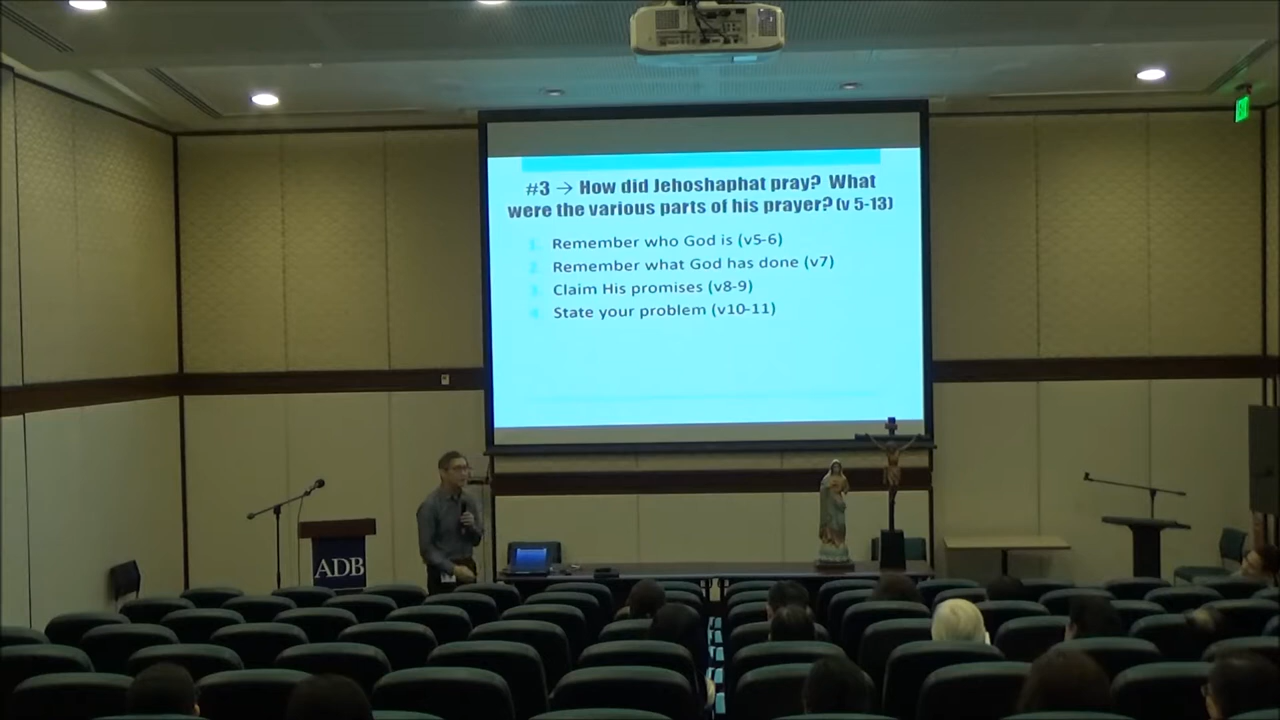 #3 → How did Jehoshaphat pray? What
were the various parts of his prayer? (v 5-13)
1. Remember who God is (v5-6)
2. Remember what God has done (v7)
3. Claim His promises (v8-9)
4. State your problem (v10-11)
ADB